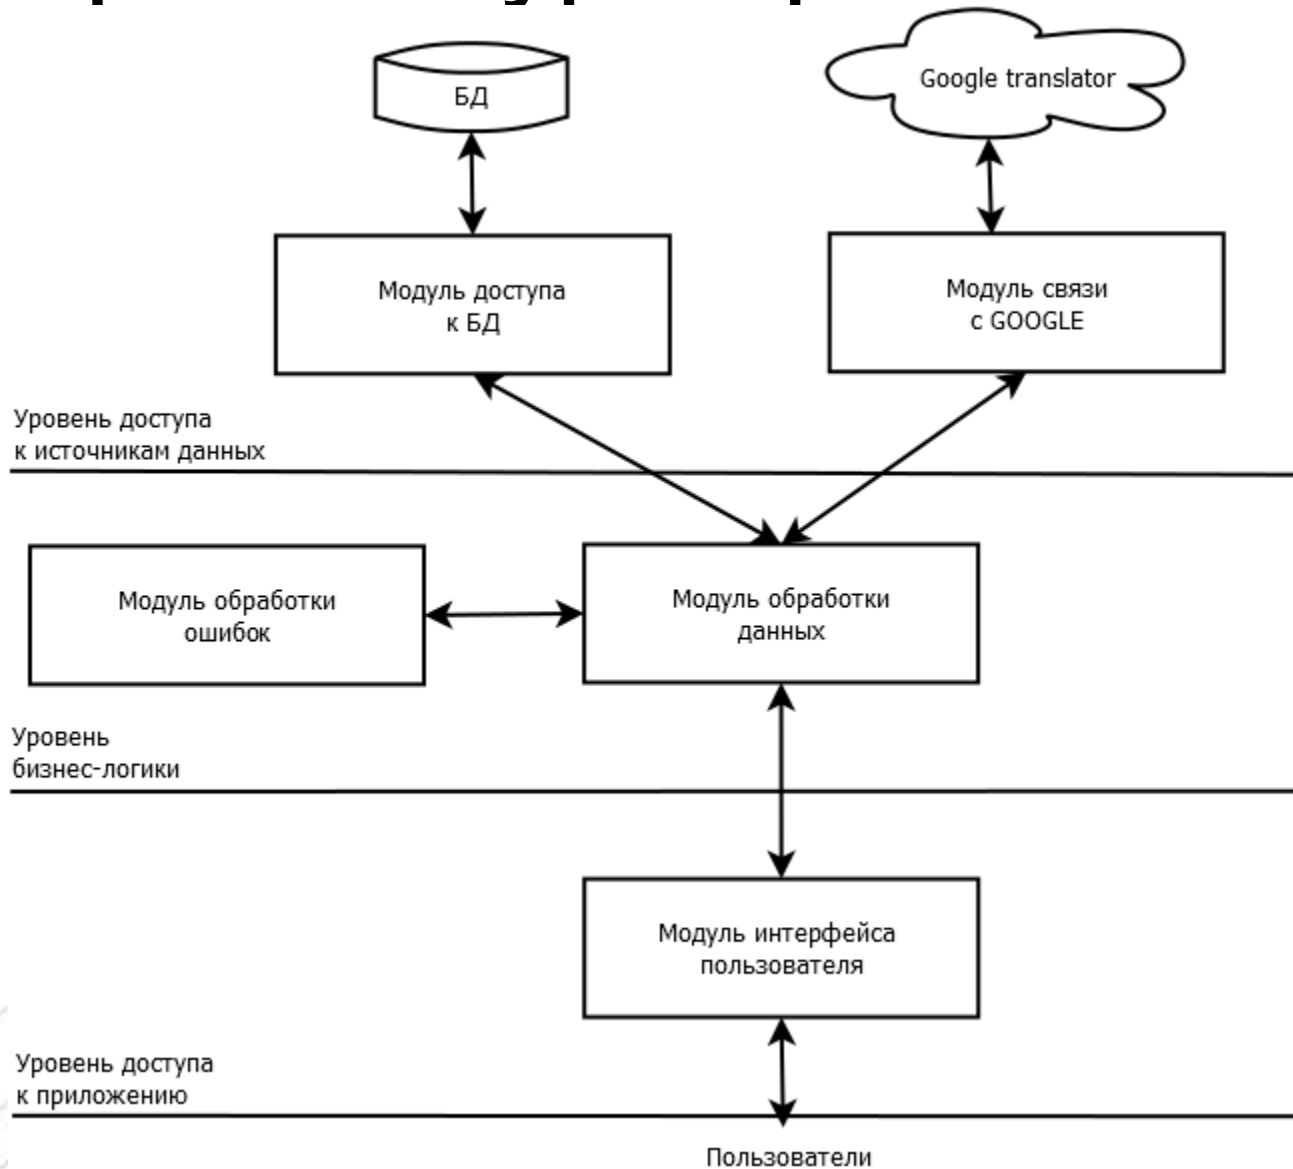 БД
Google translator
Модуль доступа
к БД
Модуль связи
с GOOGLE
Уровень доступа
к источникам данных
Модуль обработки
ошибок
Модуль обработки
данных
Уровень
бизнес-логики
Модуль интерфейса
пользователя
Уровень доступа
к приложению
Пользователи